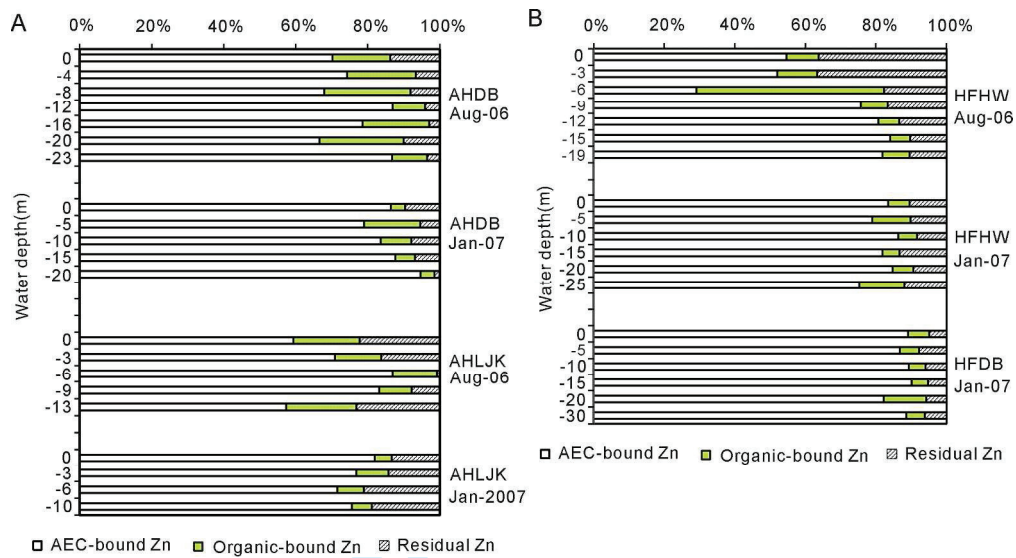 A
0% 20% 40% 60% 80% 100%
Water depth(m)
0
-4
-8
-12
-16
-20
-23
AHDB
Aug-06
0
-5
-10
-15
-20
AHDB
Jan-07
0
-3
-6
-9
-13
AHLJK
Aug-06
0
-3
-6
-10
AHLJK
Jan-2007
AEC-bound Zn Organic-bound Zn Residual Zn
B
0% 20% 40% 60% 80% 100%
Water depth(m)
0
-3
-6
-9
-12
-15
-19
HFHW
Aug-06
0
-5
-10
-15
-20
-25
HFHW
Jan-07
0
-5
-10
-15
-20
-30
HFDB
Jan-07
AEC-bound Zn Organic-bound Zn Residual Zn